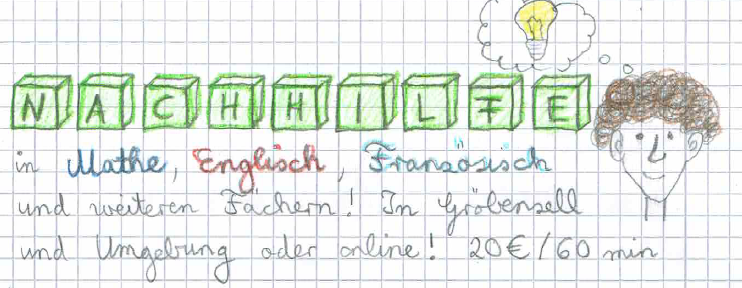 NACHHILFE
in Mathe, Englisch, Französisch
und weiteren Fächern! In Gröbenzell
und Umgebung oder online! 20€/60 min